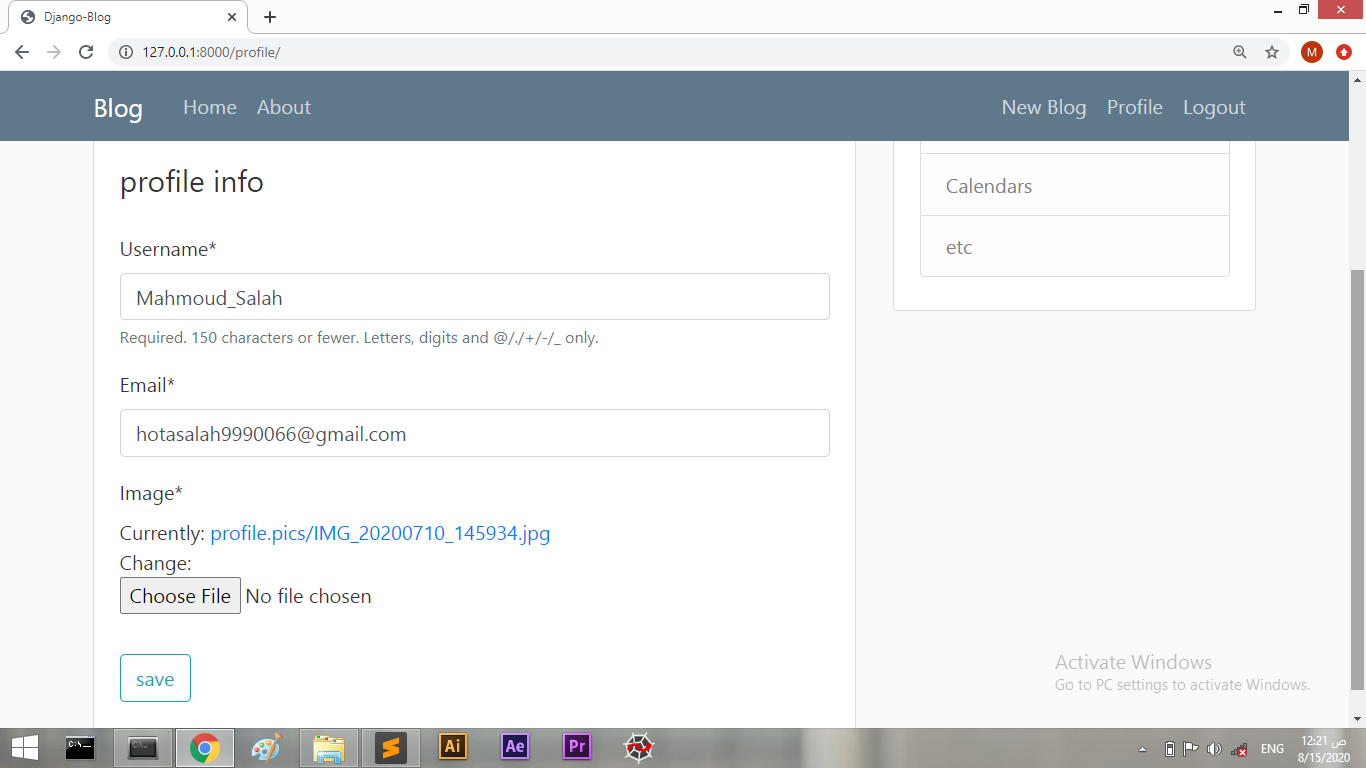 Django-Blog
127.0.0.1:8000/profile/
M
Blog Home About New Blog Profile Logout
profile info
Username*
Mahmoud_Salah
Required. 150 characters or fewer. Letters, digits and @/./+/-/_ only.
Email*
hotasalah9990066@gmail.com
Image*
Currently: profile.pics/IMG_20200710_145934.jpg
Change:
Choose File No file chosen
save
Calendars
etc
Activate Windows
Go to PC settings to activate Windows.
C:\._
Ai
Ae
Pr
ENG
12:21 ص
8/15/2020